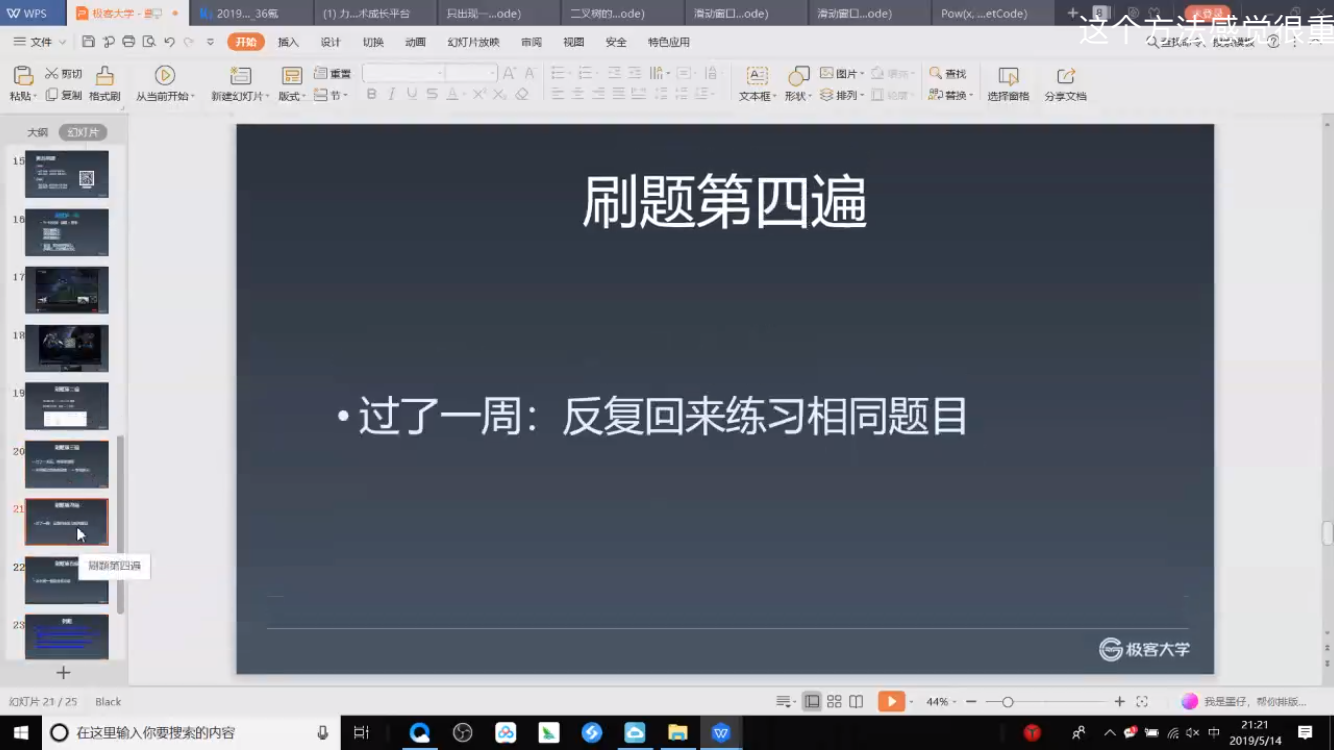 WPS
极客大学 - 覃
2019..._36氪
(1) 力...术成长平台
只出现一...ode)
二叉树的...ode)
滑动窗口...ode)
滑动窗口...ode)
Pow(x, ...etCode)
未登录
这个方法感觉很重
文件
开始
插入
设计
切换
动画
幻灯片放映
审阅
视图
安全
特色应用
粘贴
剪切
复制
格式刷
从当前开始
新建幻灯片
版式
重置
节
文本框
形状
图片
排列
查找
替换
选择窗格
分享文档
大纲
幻灯片
15
16
17
18
19
20
21
22
23
刷题第四遍
刷题第四遍
• 过了一周：反复回来练习相同题目
极客大学
幻灯片 21 / 25
Black
44%
我是墨仔，帮你排版...
在这里输入你要搜索的内容
中
21:21
2019/5/14